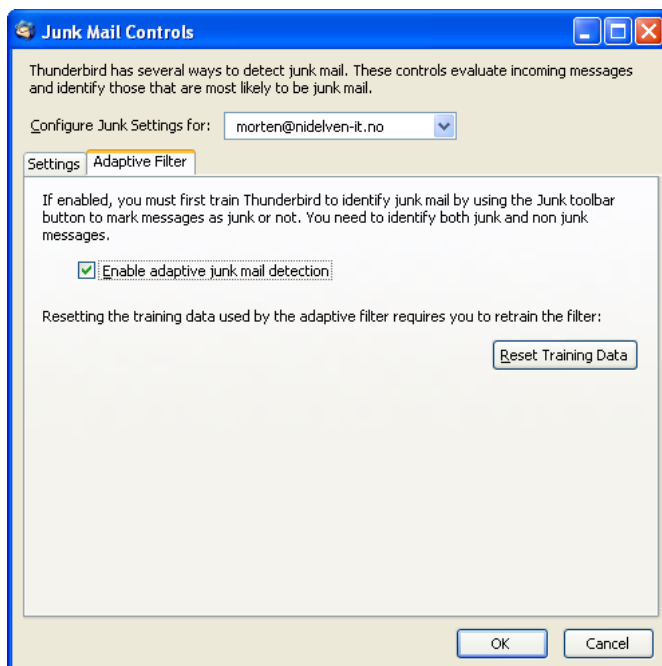 Junk Mail Controls
Thunderbird has several ways to detect junk mail. These controls evaluate incoming messages
and identify those that are most likely to be junk mail.
Configure Junk Settings for: morten@nidelven-it.no
Settings Adaptive Filter
If enabled, you must first train Thunderbird to identify junk mail by using the Junk toolbar
button to mark messages as junk or not. You need to identify both junk and non junk
messages.
Enable adaptive junk mail detection
Resetting the training data used by the adaptive filter requires you to retrain the filter:
Reset Training Data
OK Cancel